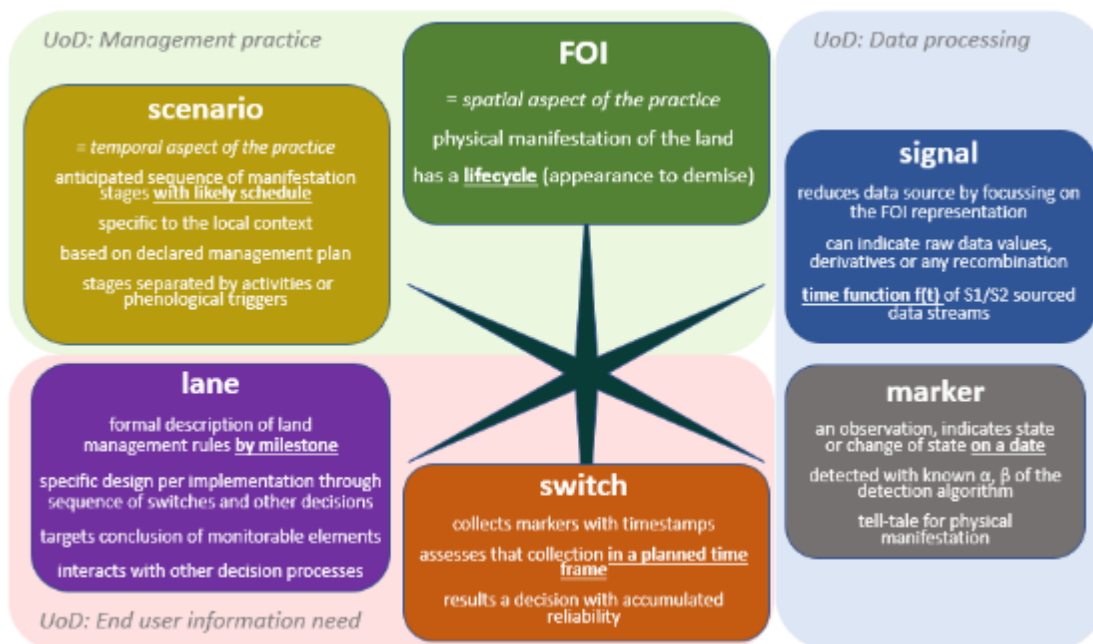 UoD: Management practice
scenario
= temporal aspect of the practice
anticipated sequence of manifestation
stages with likely schedule
specific to the local context
based on declared management plan
stages separated by activities or
phenological triggers
FOI
= spatial aspect of the practice
physical manifestation of the land
has a lifecycle (appearance to demise)
UoD: Data processing
signal
reduces data source by focussing on
the FOI representation
can indicate raw data values,
derivatives or any recombination
time function f(t) of S1/S2 sourced
data streams
lane
formal description of land
management rules by milestone
specific design per implementation through
sequence of switches and other decisions
targets conclusion of monitorable elements
interacts with other decision processes
UoD: End user information need
switch
collects markers with timestamps
assesses that collection in a planned time
frame
results a decision with accumulated
reliability
marker
an observation, indicates state
or change of state on a date
detected with known α, β of the
detection algorithm
tell-tale for physical
manifestation